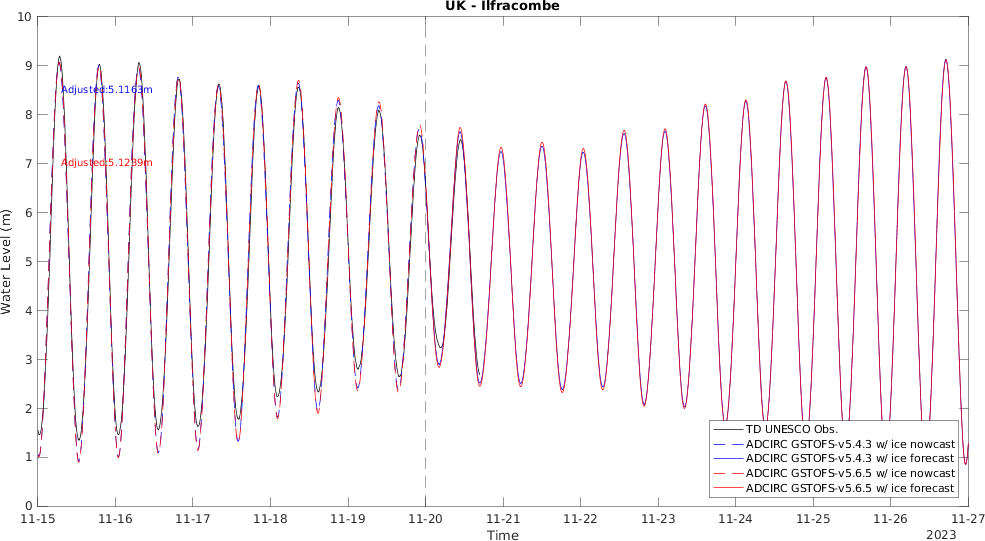 UK - Ilfracombe
10
9
8
7
6
5
4
3
2
1
0
Water Level (m)
Adjusted:5.1163m
Adjusted:5.1239m
TD UNESCO Obs.
ADCIRC GSTOFS-v5.4.3 w/ ice nowcast
ADCIRC GSTOFS-v5.4.3 w/ ice forecast
ADCIRC GSTOFS-v5.6.5 w/ ice nowcast
ADCIRC GSTOFS-v5.6.5 w/ ice forecast
11-15 11-16 11-17 11-18 11-19 11-20 11-21 11-22 11-23 11-24 11-25 11-26 11-27
Time
2023